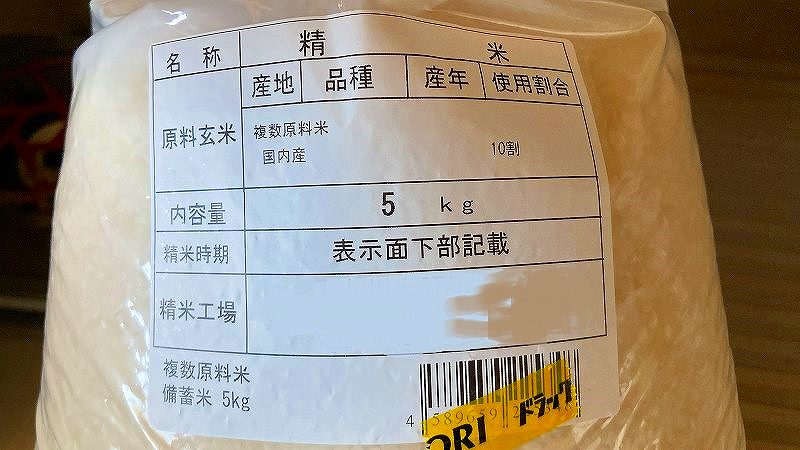 名称 精 米
産地 品種 産年 使用割合
原料玄米
複数原料米
国内産 10割
内容量 5 kg
精米時期 表示面下部記載
精米工場
複数原料米
備蓄米 5kg
ORI ドラッグ